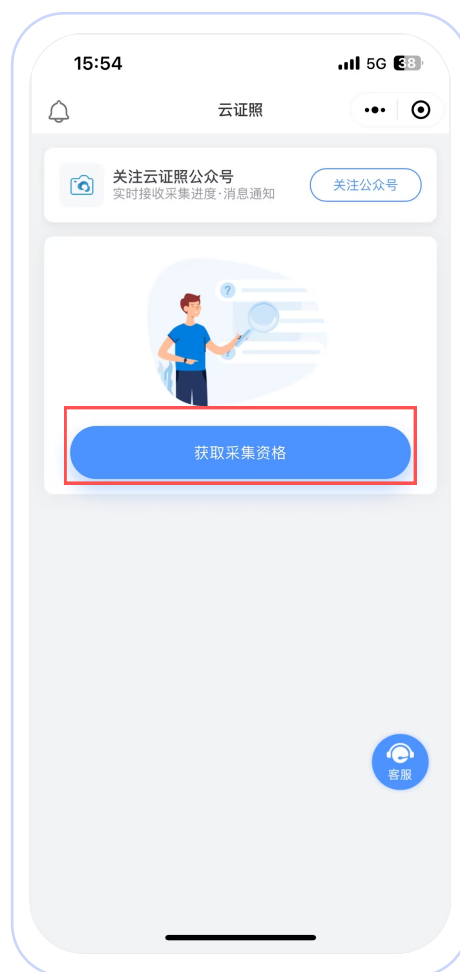 15:54
5G 38
云证照
关注云证照公众号
实时接收采集进度·消息通知
关注公众号
?
?
获取采集资格
客服